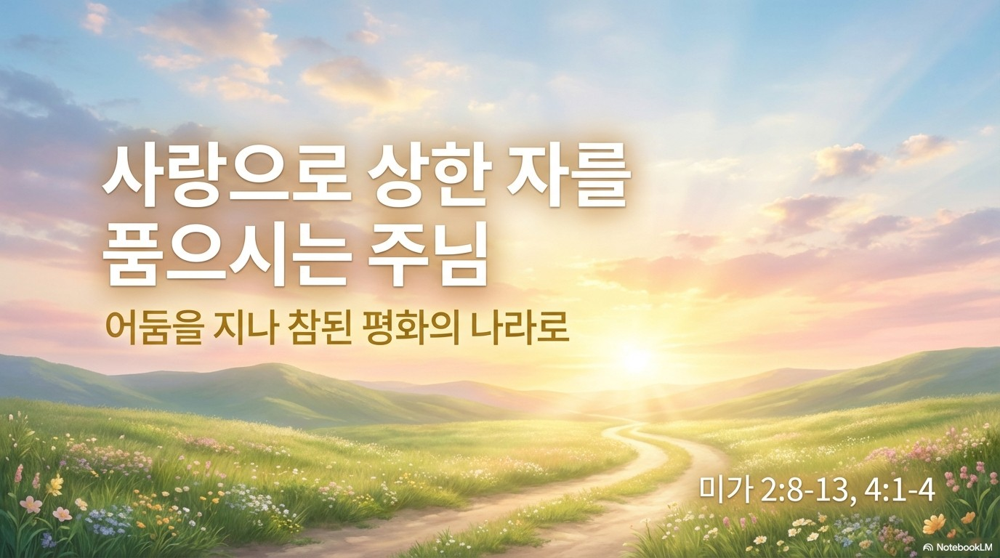 사랑으로 상한 자를
품으시는 주님
어둠을 지나 참된 평화의 나라로
미가 2:8-13, 4:1-4
NotebookLM